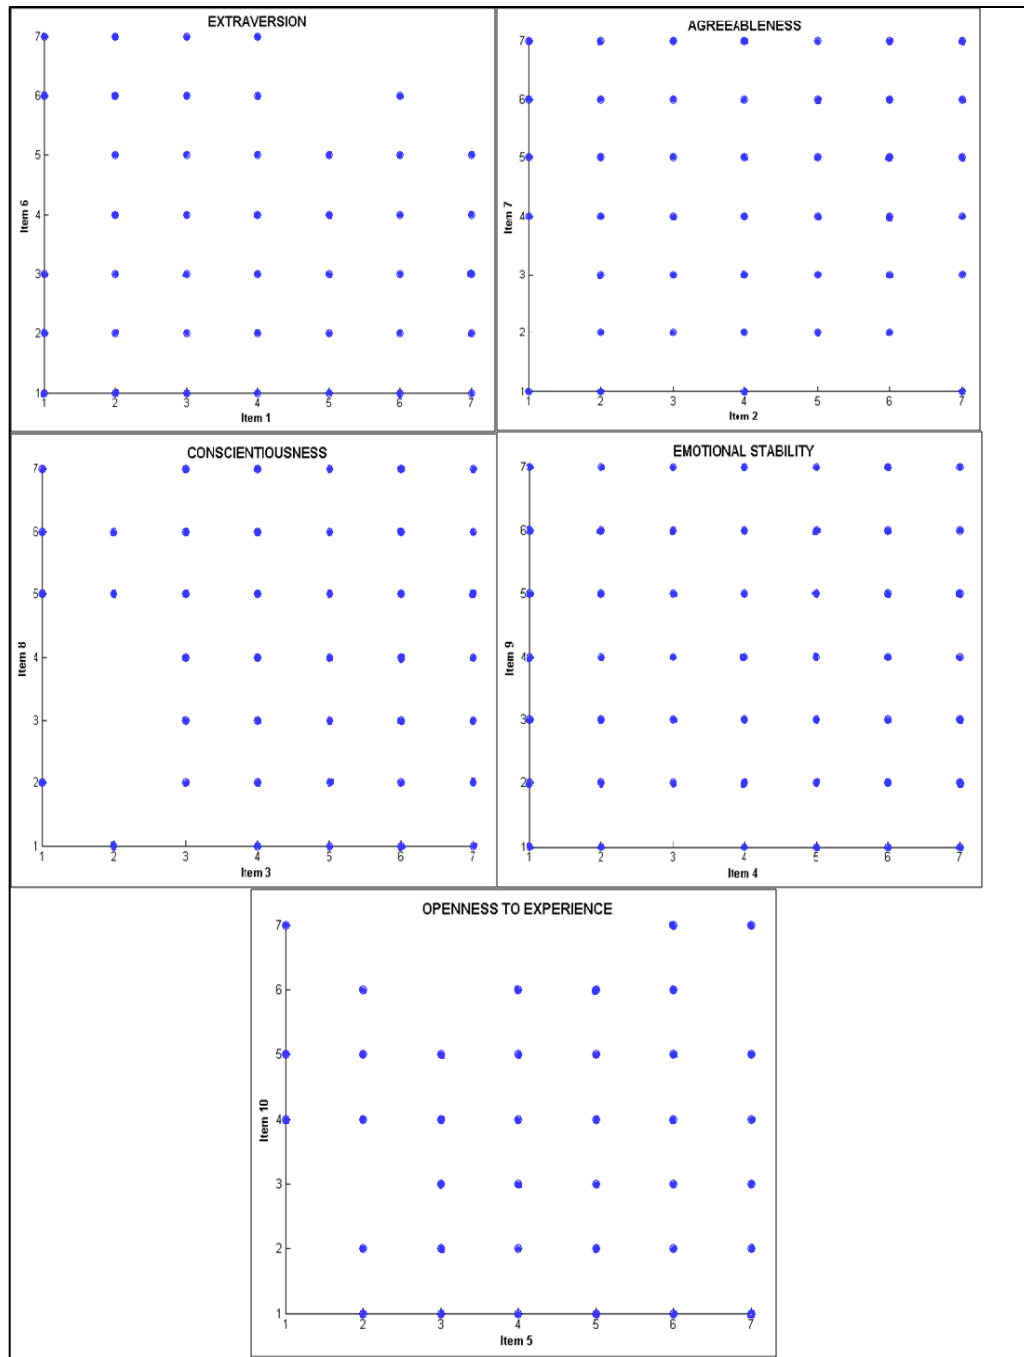 EXTRAVERSION
7
6
5
4
3
2
1
Item 6
1 2 3 4 5 6 7
Item 1
AGREEABLENESS
7
6
5
4
3
2
1
Item 7
1 2 3 4 5 6 7
Item 2
CONSCIENTIOUSNESS
7
6
5
4
3
2
1
Item 8
1 2 3 4 5 6 7
Item 3
EMOTIONAL STABILITY
7
6
5
4
3
2
1
Item 9
1 2 3 4 5 6 7
Item 4
OPENNESS TO EXPERIENCE
7
6
5
4
3
2
1
Item 10
1 2 3 4 5 6 7
Item 5